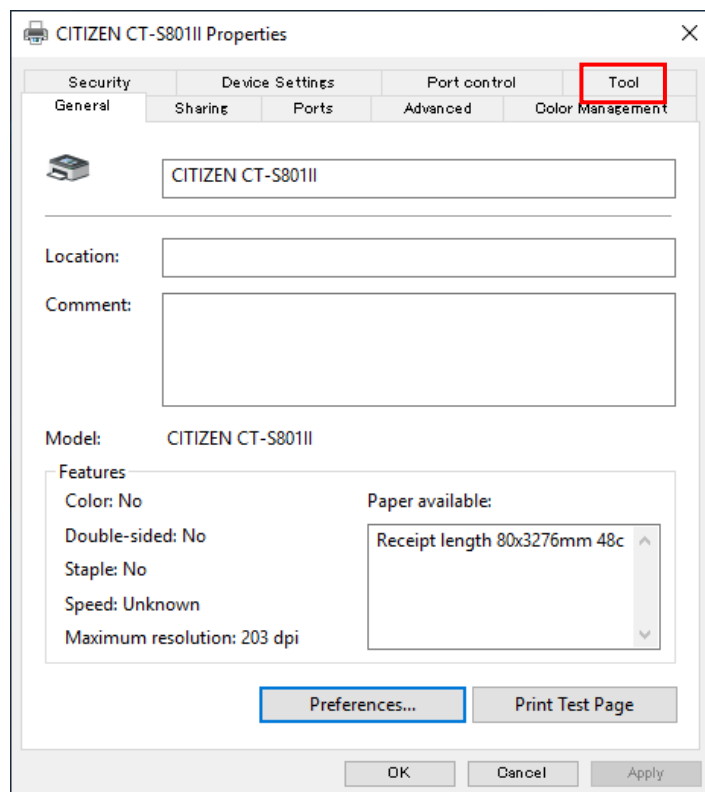 CITIZEN CT-S801II Properties
Security Device Settings Port control Tool
General Sharing Ports Advanced Color Management
CITIZEN CT-S801II
Location:
Comment:
Model: CITIZEN CT-S801II
Features
Color: No Paper available:
Double-sided: No
Receipt length 80x3276mm 48c
Staple: No
Speed: Unknown
Maximum resolution: 203 dpi
Preferences... Print Test Page
OK Cancel Apply